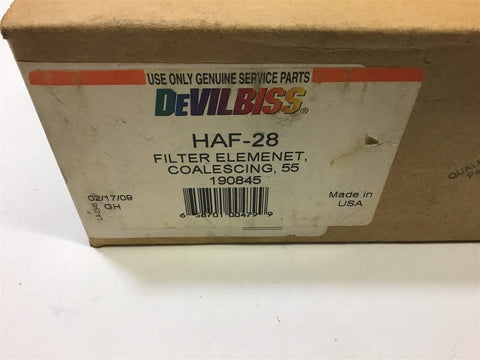 USE ONLY GENUINE SERVICE PARTS
DeVILBISS®
HAF-28
FILTER ELEMENET,
COALESCING, 55
190845
02/17/09
GH
Made in
USA